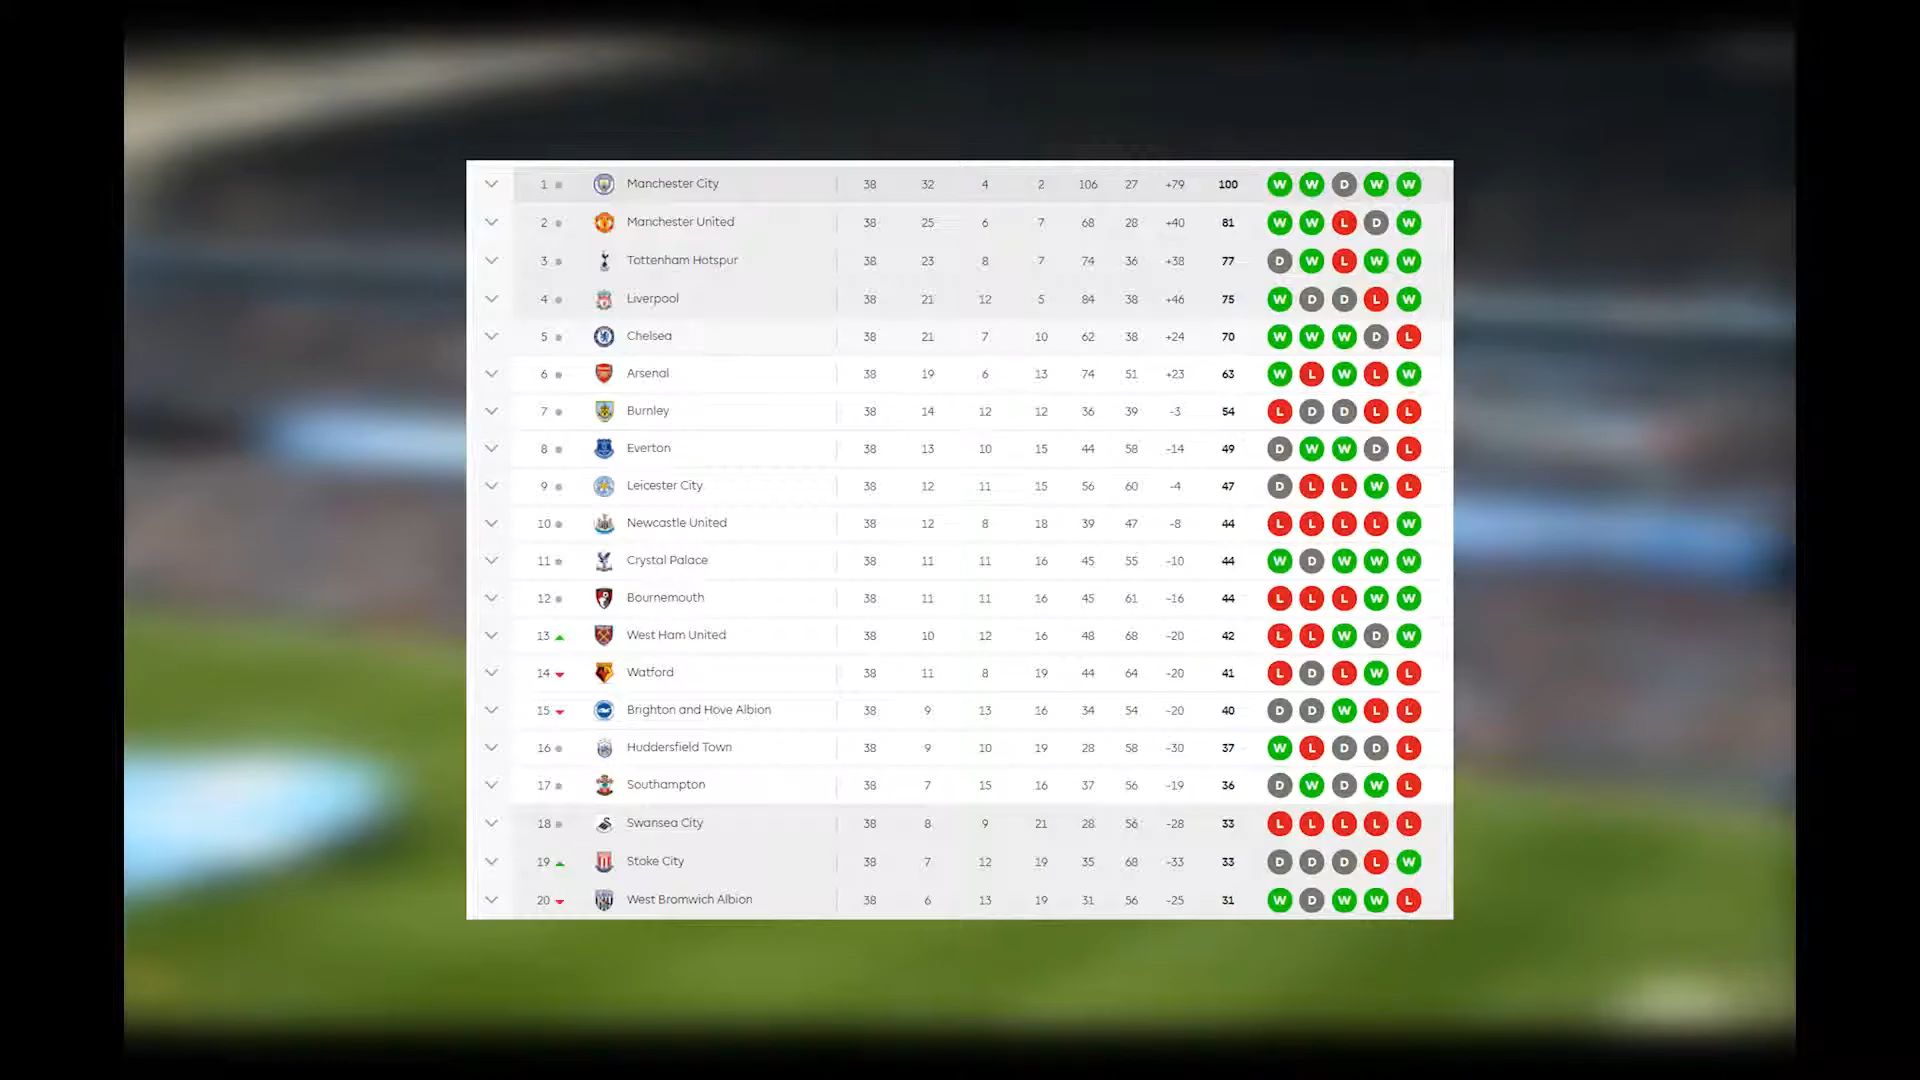 1 Manchester City 38 32 4 2 106 27 +79 100 W W D W W
2 Manchester United 38 25 6 7 68 28 +40 81 W W L D W
3 Tottenham Hotspur 38 23 8 7 74 36 +38 77 D W L W W
4 Liverpool 38 21 12 5 84 38 +46 75 W D D L W
5 Chelsea 38 21 7 10 62 38 +24 70 W W W D L
6 Arsenal 38 19 6 13 74 51 +23 63 W L W L W
7 Burnley 38 14 12 12 36 39 -3 54 L D D L L
8 Everton 38 13 10 15 44 58 -14 49 D W W D L
9 Leicester City 38 12 11 15 56 60 -4 47 D L L W L
10 Newcastle United 38 12 8 18 39 47 -8 44 L L L L W
11 Crystal Palace 38 11 11 16 45 55 -10 44 W D W W W
12 Bournemouth 38 11 11 16 45 61 -16 44 L L L W W
13 West Ham United 38 10 12 16 48 68 -20 42 L L W D W
14 Watford 38 11 8 19 44 64 -20 41 L D L W L
15 Brighton and Hove Albion 38 9 13 16 34 54 -20 40 D D W L L
16 Huddersfield Town 38 9 10 19 28 58 -30 37 W L D D L
17 Southampton 38 7 15 16 37 56 -19 36 D W D W L
18 Swansea City 38 8 9 21 28 56 -28 33 L L L L L
19 Stoke City 38 7 12 19 35 68 -33 33 D D D L W
20 West Bromwich Albion 38 6 13 19 31 56 -25 31 W D W W L